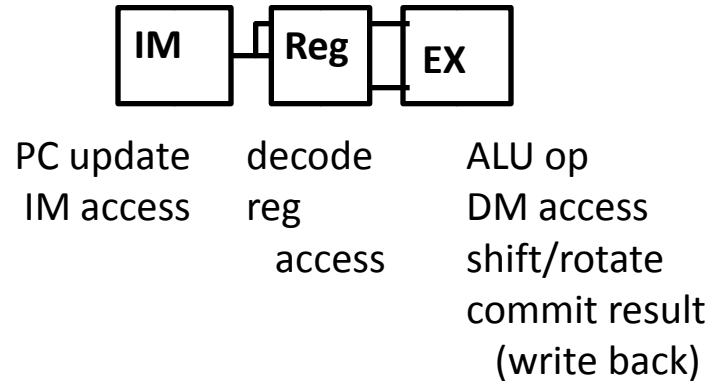 IM Reg EX
PC update decode ALU op
IM access reg DM access
access shift/rotate
commit result
(write back)